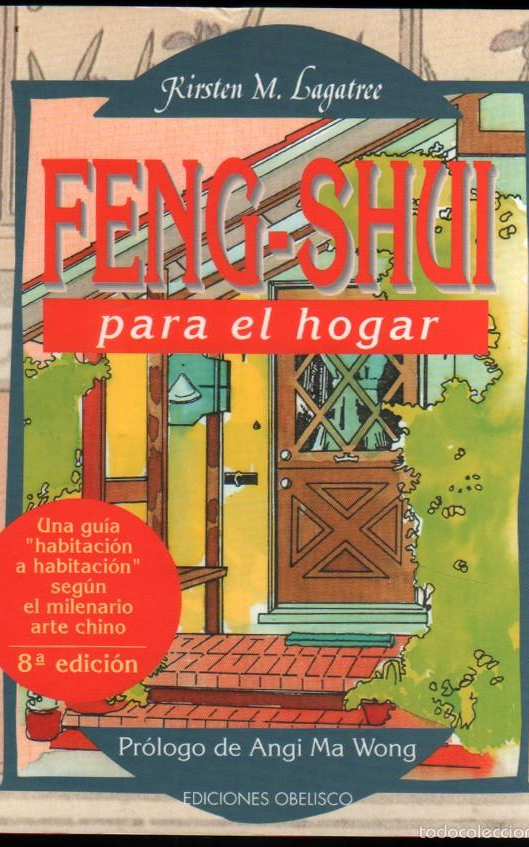 Kirsten M. Lagatree
FENG-SHUI
para el hogar
Una guía
"habitación
a habitación"
según
el milenario
arte chino
8ª edición
Prólogo de Angi Ma Wong
EDICIONES OBELISCO
todocoleccion